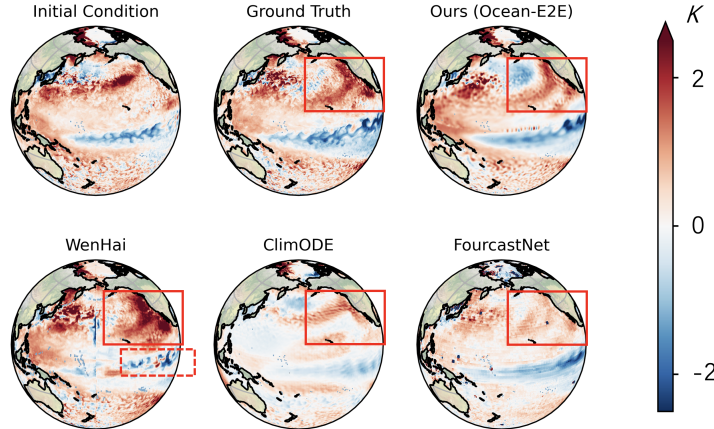 Initial Condition
Ground Truth
Ours (Ocean-E2E)
K
2
0
-2
WenHai
ClimODE
FourcastNet